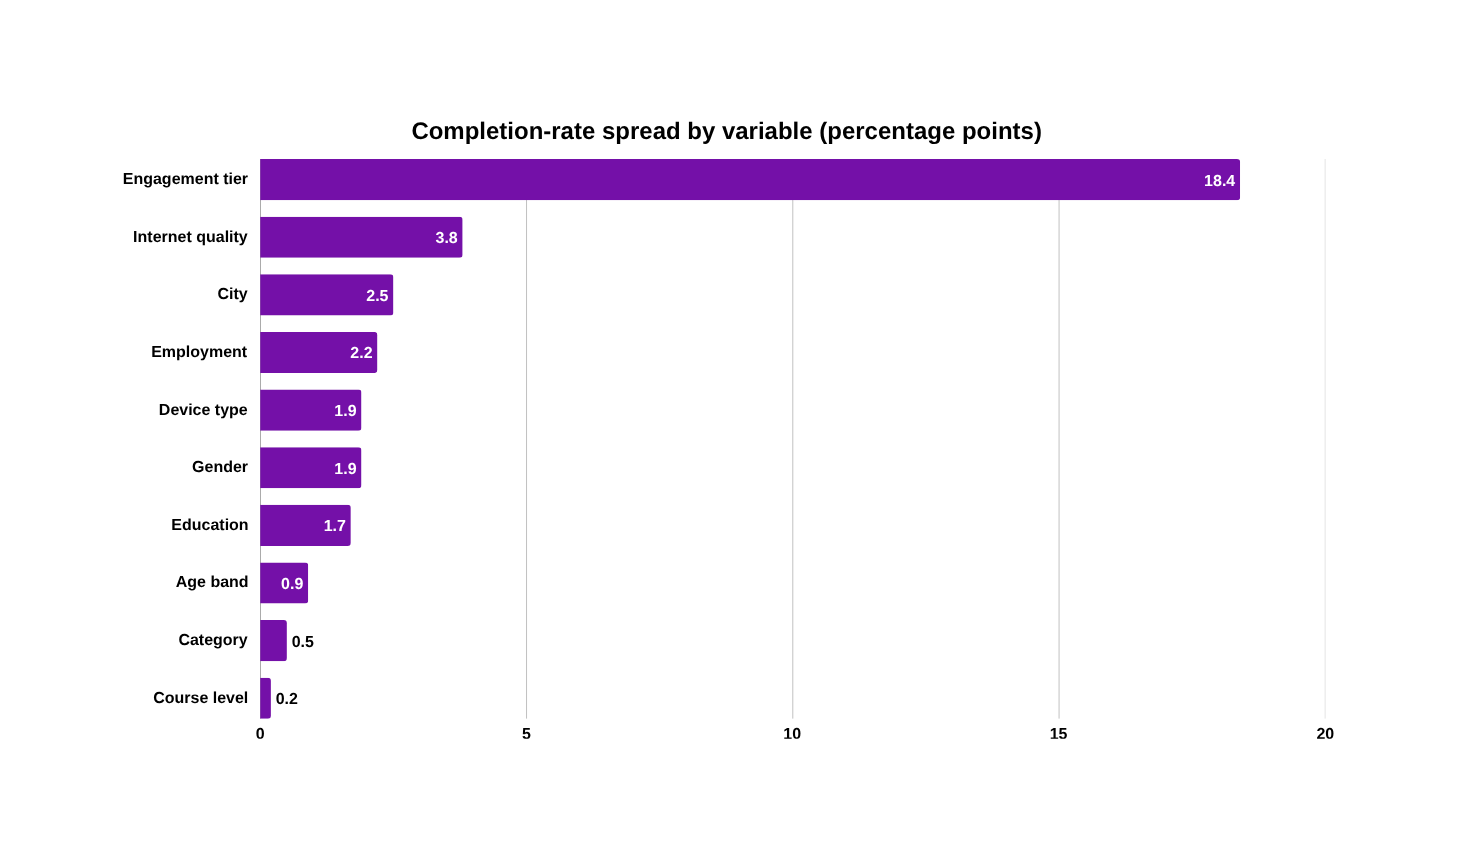 Completion-rate spread by variable (percentage points)
Engagement tier 18.4
Internet quality 3.8
City 2.5
Employment 2.2
Device type 1.9
Gender 1.9
Education 1.7
Age band 0.9
Category 0.5
Course level 0.2
0 5 10 15 20